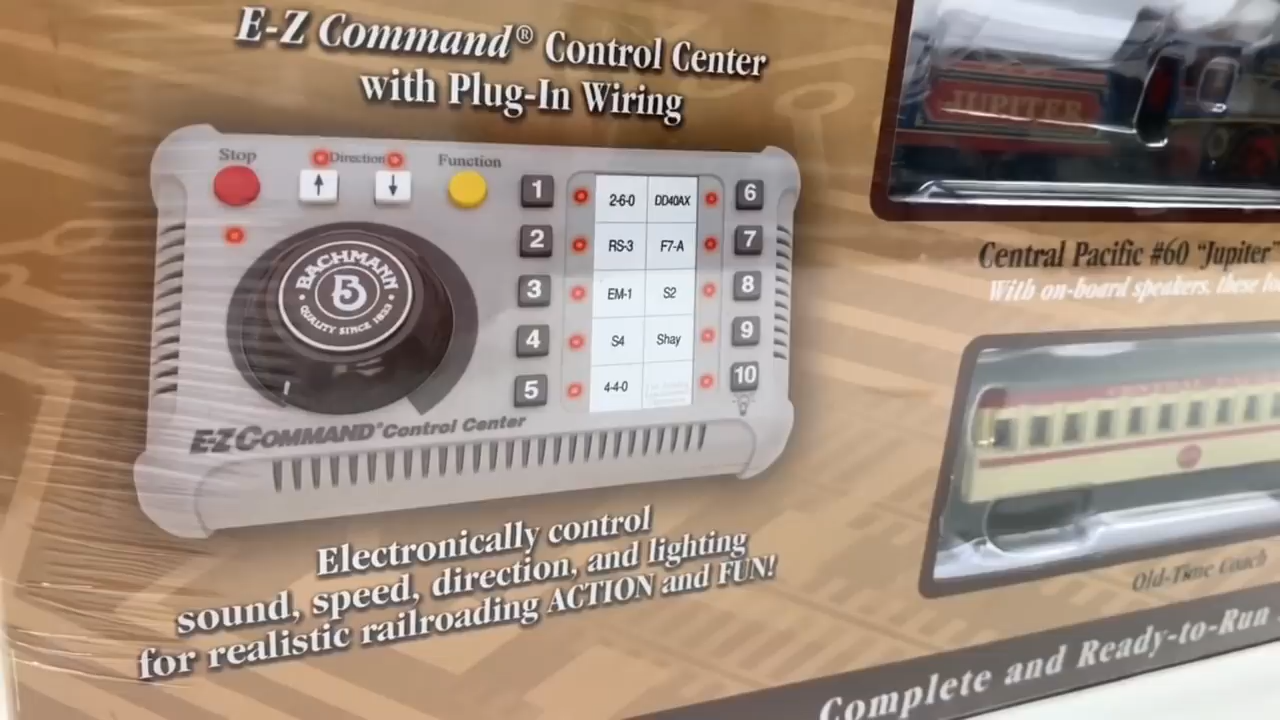 E-Z Command® Control Center
with Plug-In Wiring
Stop
Direction
Function
BACHMANN
B
QUALITY SINCE 1833
1
2-6-0
DD40AX
6
2
RS-3
F7-A
7
3
EM-1
S2
8
4
S4
Shay
9
5
4-4-0
10
E-Z COMMAND® Control Center
Electronically control
sound, speed, direction, and lighting
for realistic railroading ACTION and FUN!
JUPITER
Central Pacific #60 "Jupiter"
With on-board speakers, these
CENTRAL
Old-Time Coach
Complete and Ready-to-Run